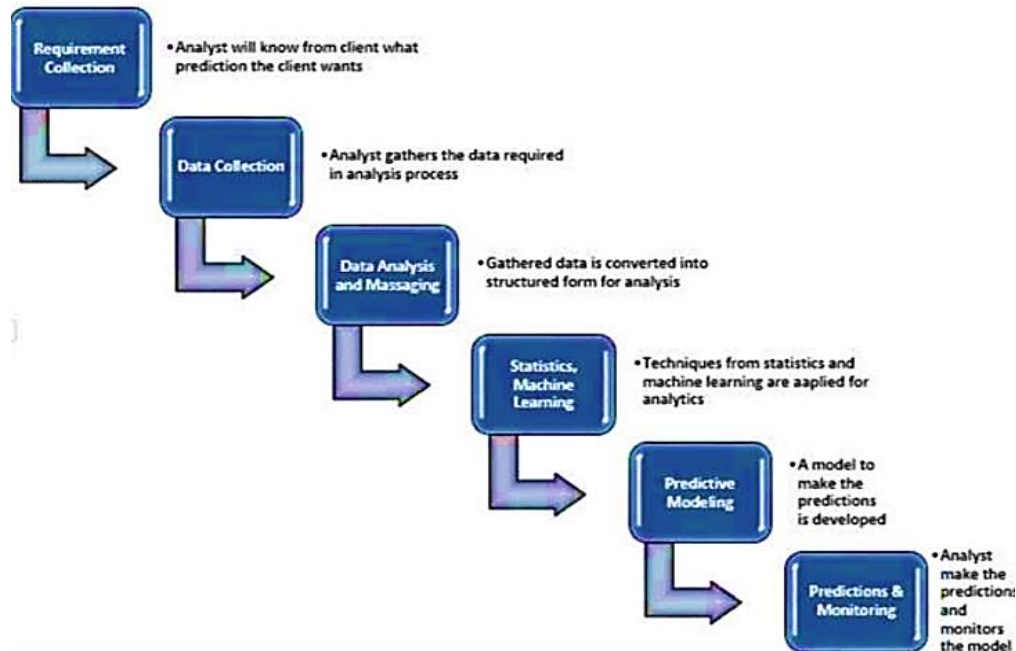 Requirement
Collection
•Analyst will know from client what
prediction the client wants
Data Collection
•Analyst gathers the data required
in analysis process
Data Analysis
and Massaging
•Gathered data is converted into
structured form for analysis
Statistics,
Machine
Learning
•Techniques from statistics and
machine learning are aaplied for
analytics
Predictive
Modeling
•A model to
make the
predictions
is developed
Predictions &
Monitoring
•Analyst
make the
predictions
and
monitors
the model
j